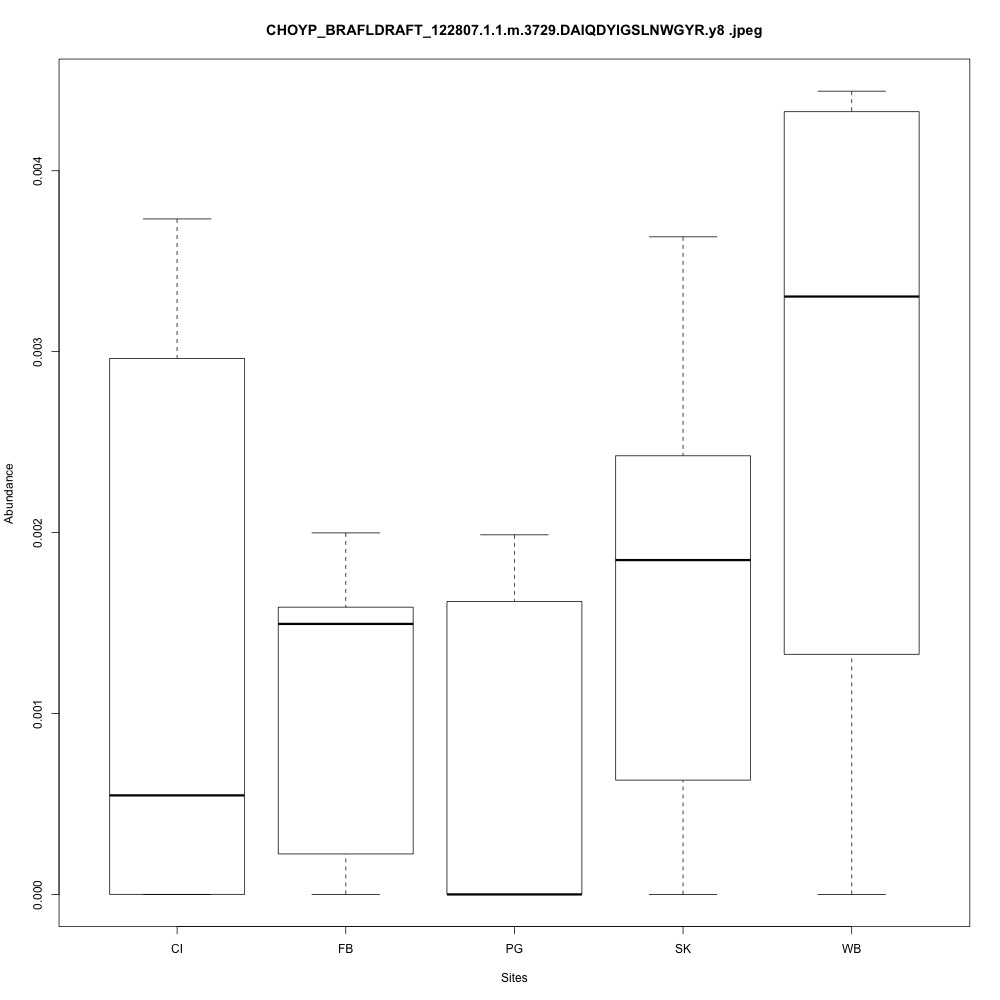 CHOYP_BRAFLDRAFT_122807.1.1.m.3729.DAIQDYIGSLNWGYR.y8 .jpeg
0.004
0.003
0.002
0.001
0.000
Abundance
CI FB PG SK WB
Sites